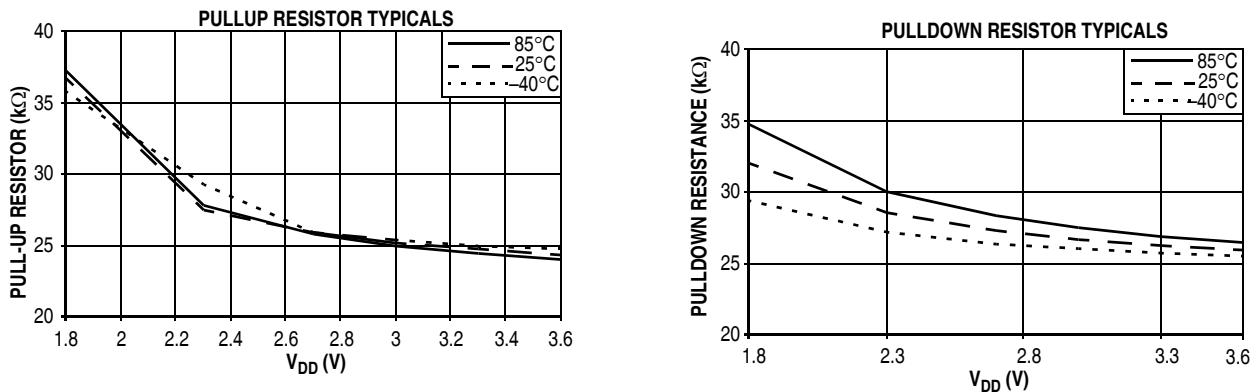 PULLUP RESISTOR TYPICALS
PULL-UP RESISTOR (kΩ)
40
35
30
25
20
85°C
25°C
–40°C
1.8 2 2.2 2.4 2.6 2.8 3 3.2 3.4 3.6
VDD (V)
PULLDOWN RESISTOR TYPICALS
PULLDOWN RESISTANCE (kΩ)
40
35
30
25
20
85°C
25°C
–40°C
1.8 2.3 2.8 3.3 3.6
VDD (V)